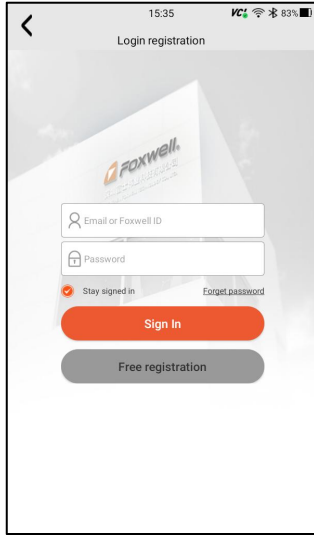 15:35
VCI 83%
Login registration
FOXWELL
Email or Foxwell ID
Password
Stay signed in
Forget password
Sign In
Free registration